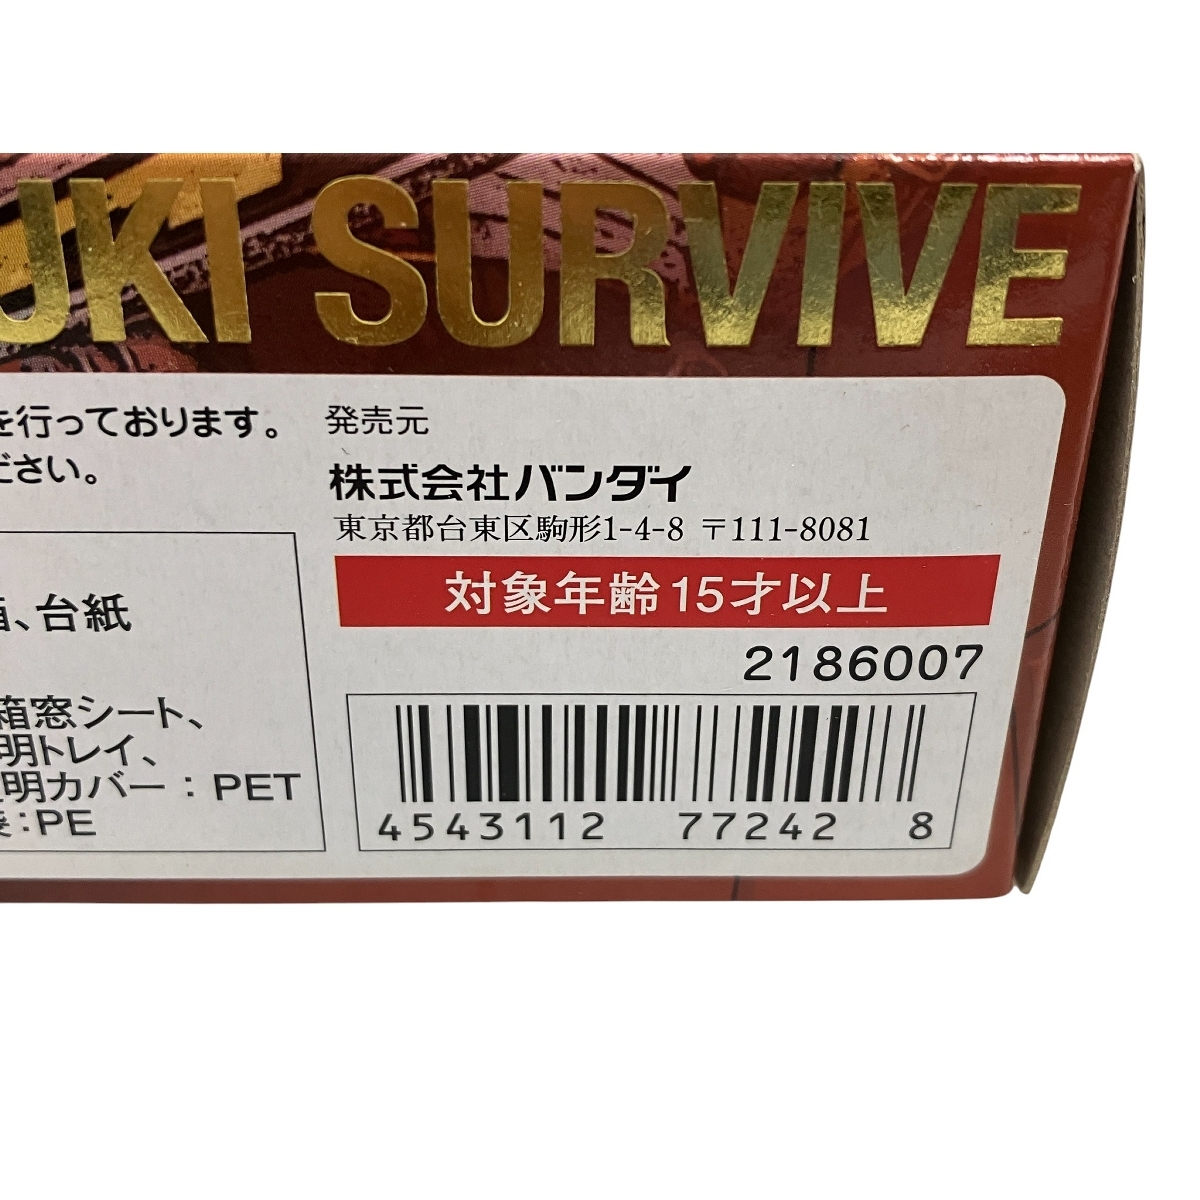 UKI SURVIVE
を行っております。
ださい。
、台紙
箱窓シート、
明トレイ、
明カバー：PET
：PE
発売元
株式会社バンダイ
東京都台東区駒形1-4-8 〒111-8081
対象年齢15才以上
2186007
4543112 77242 8